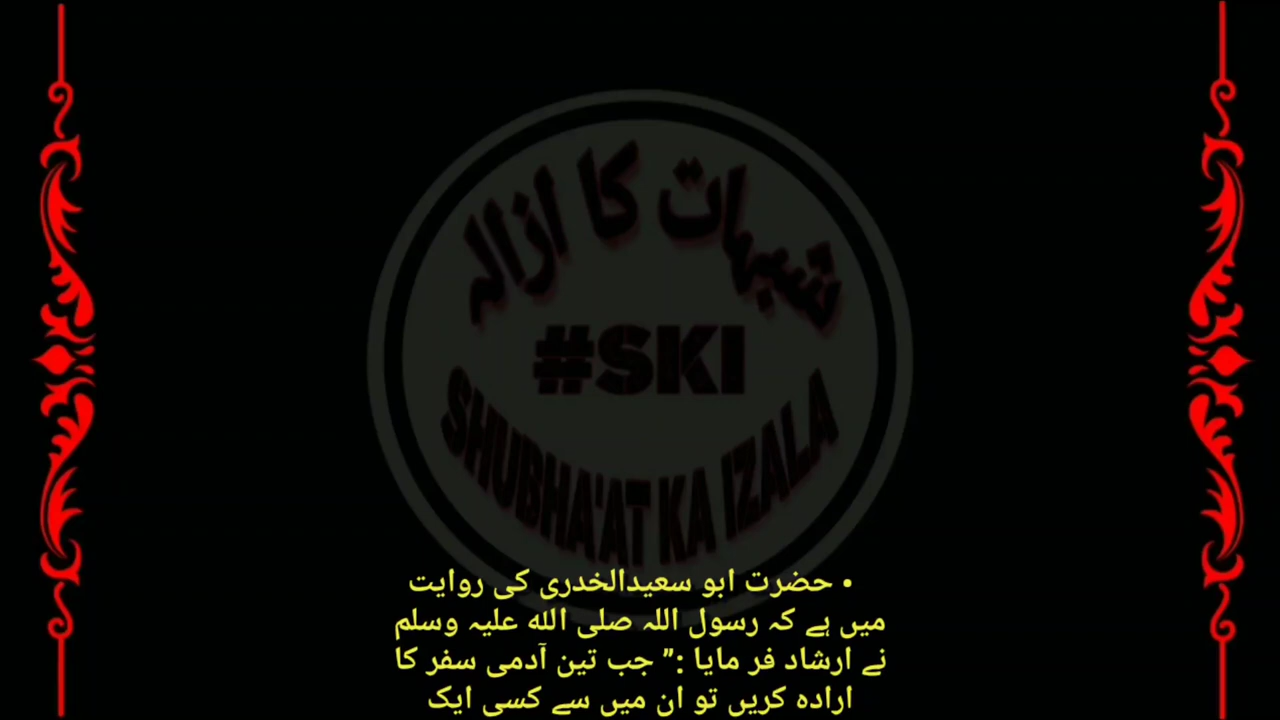 شبہات کا ازالہ
#SKI
SHUBHA'AT KA IZALA
• حضرت ابو سعیدالخدری کی روایت
میں ہے کہ رسول اللہ صلی الله علیہ وسلم
نے ارشاد فر مایا :” جب تین آدمی سفر کا
ارادہ کریں تو ان میں سے کسی ایک